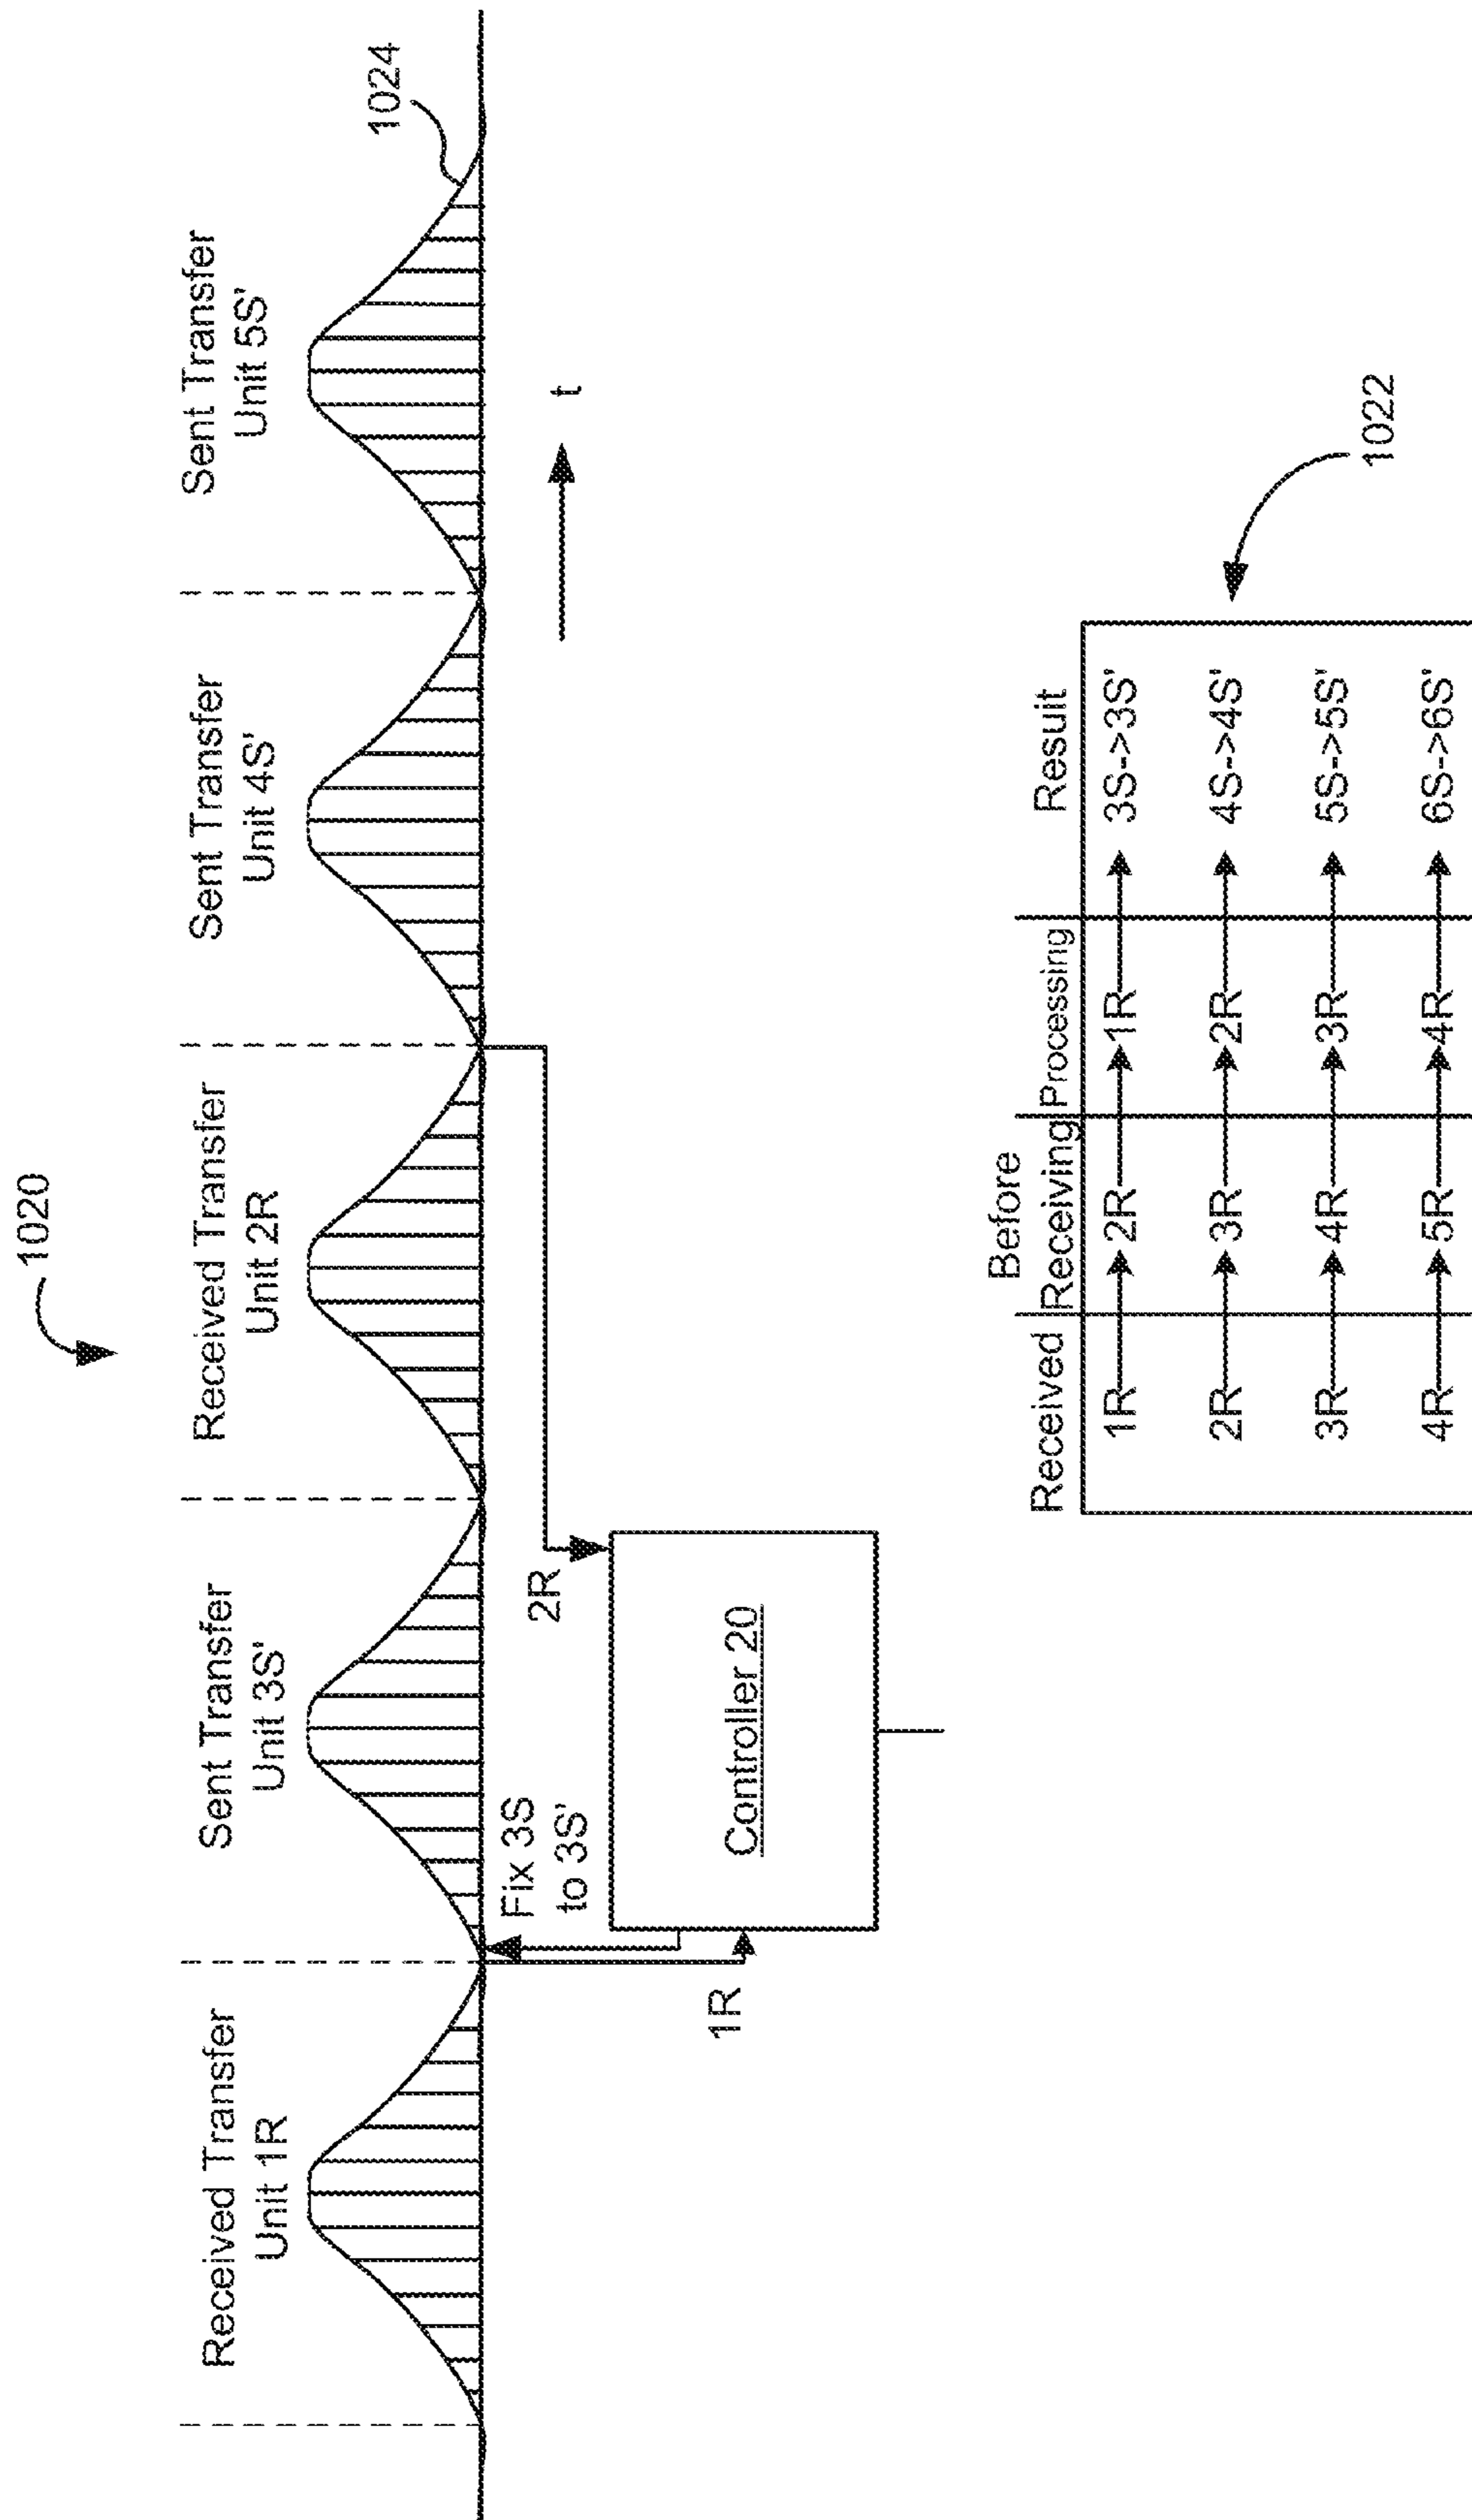 1020
Received Transfer
Unit 1R
Sent Transfer
Unit 3S'
Received Transfer
Unit 2R
Sent Transfer
Unit 4S'
Sent Transfer
Unit 5S'
1024
Fix 3S
to 3S'
2R
t
1R
Controller 20
Before
Received Receiving Processing Result
1R 2R 1R 3S->3S'
2R 3R 2R 4S->4S'
3R 4R 3R 5S->5S'
4R 5R 4R 6S->6S'
1022